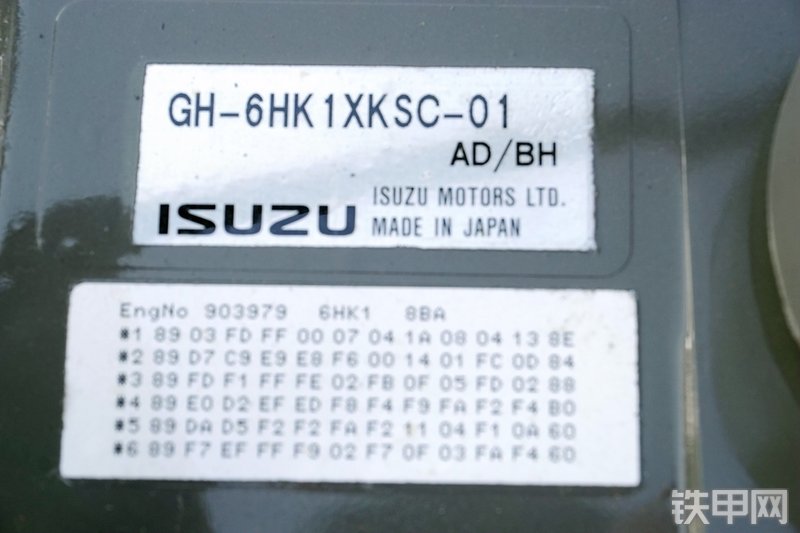 GH-6HK1XKSC-01
AD/BH
ISUZU
ISUZU MOTORS LTD.
MADE IN JAPAN
EngNo 903979 6HK1 8BA
#1 89 03 FD FF 00 07 04 1A 08 04 13 8E
#2 89 D7 C9 E9 E8 F6 00 14 01 FC 0D 84
#3 89 FD F1 FF FE 02 FB 0F 05 FD 02 88
#4 89 E0 D2 EF ED F8 F4 F9 FA F2 F4 B0
#5 89 DA D5 F2 F2 FA F2 11 04 F1 0A 60
#6 89 F7 EF FF F9 02 F7 0F 03 FA F4 60
铁甲网